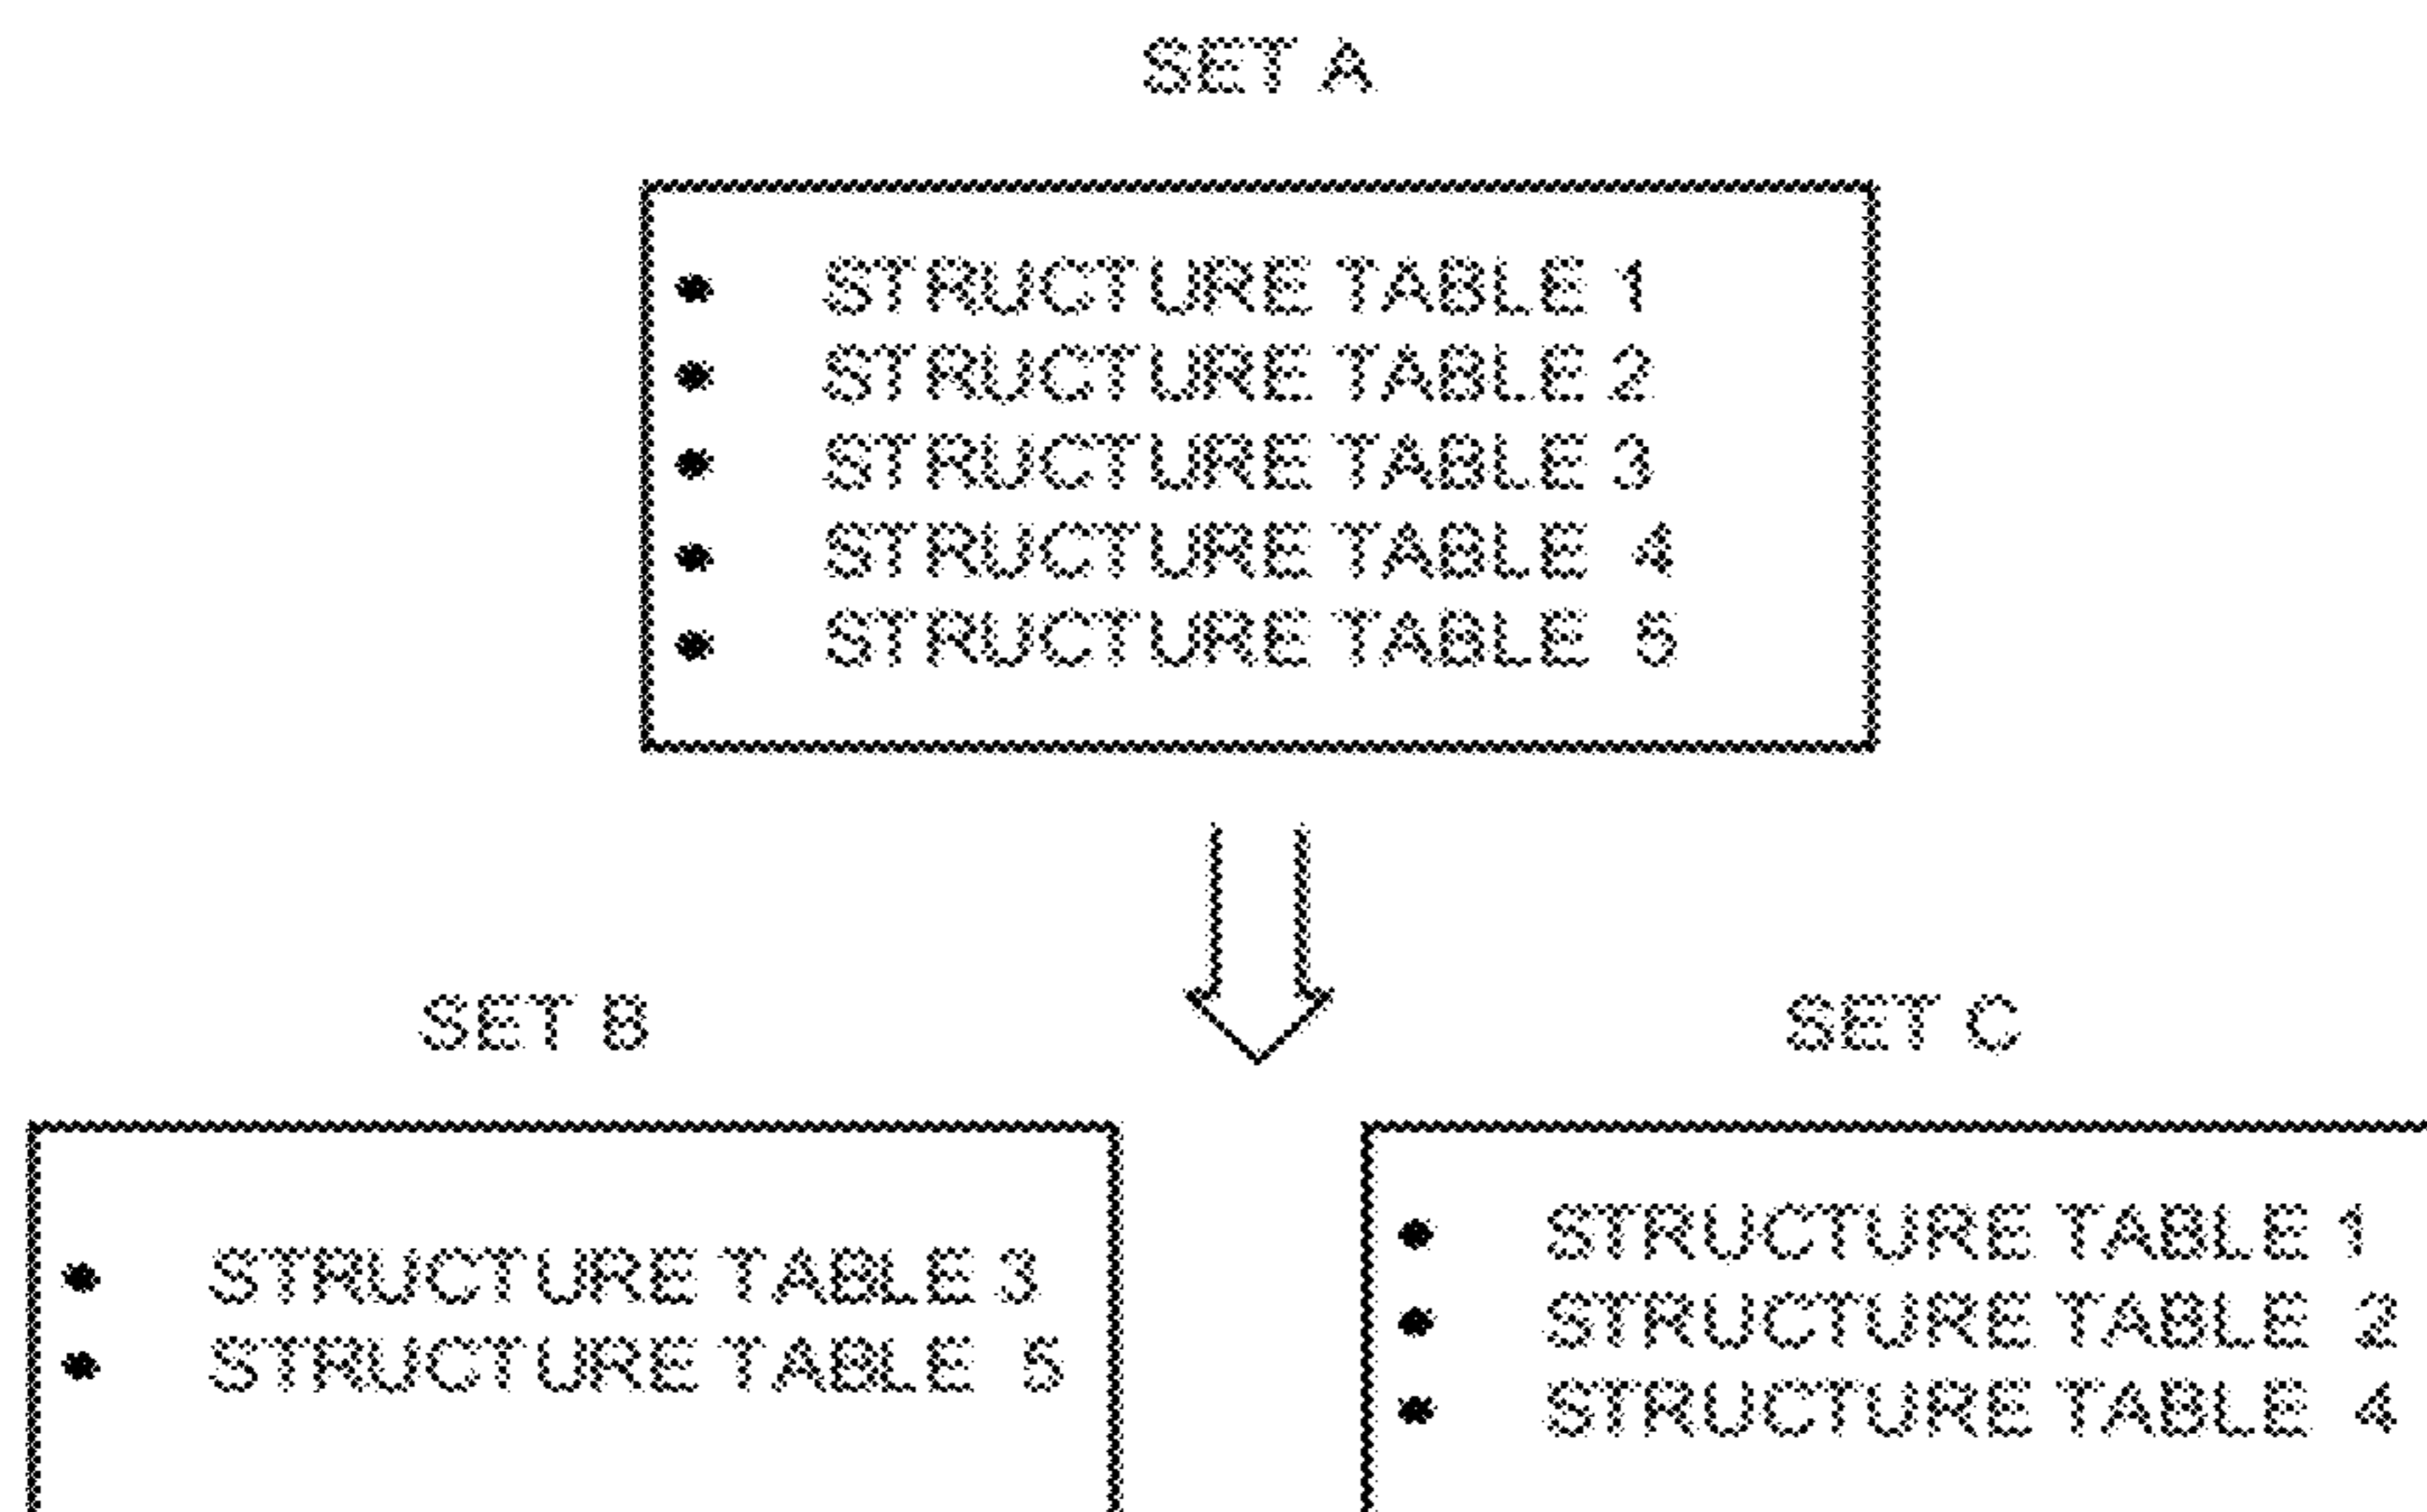 SET A
• STRUCTURE TABLE 1
• STRUCTURE TABLE 2
• STRUCTURE TABLE 3
• STRUCTURE TABLE 4
• STRUCTURE TABLE 5
SET B
• STRUCTURE TABLE 3
• STRUCTURE TABLE 5
SET C
• STRUCTURE TABLE 1
• STRUCTURE TABLE 2
• STRUCTURE TABLE 4